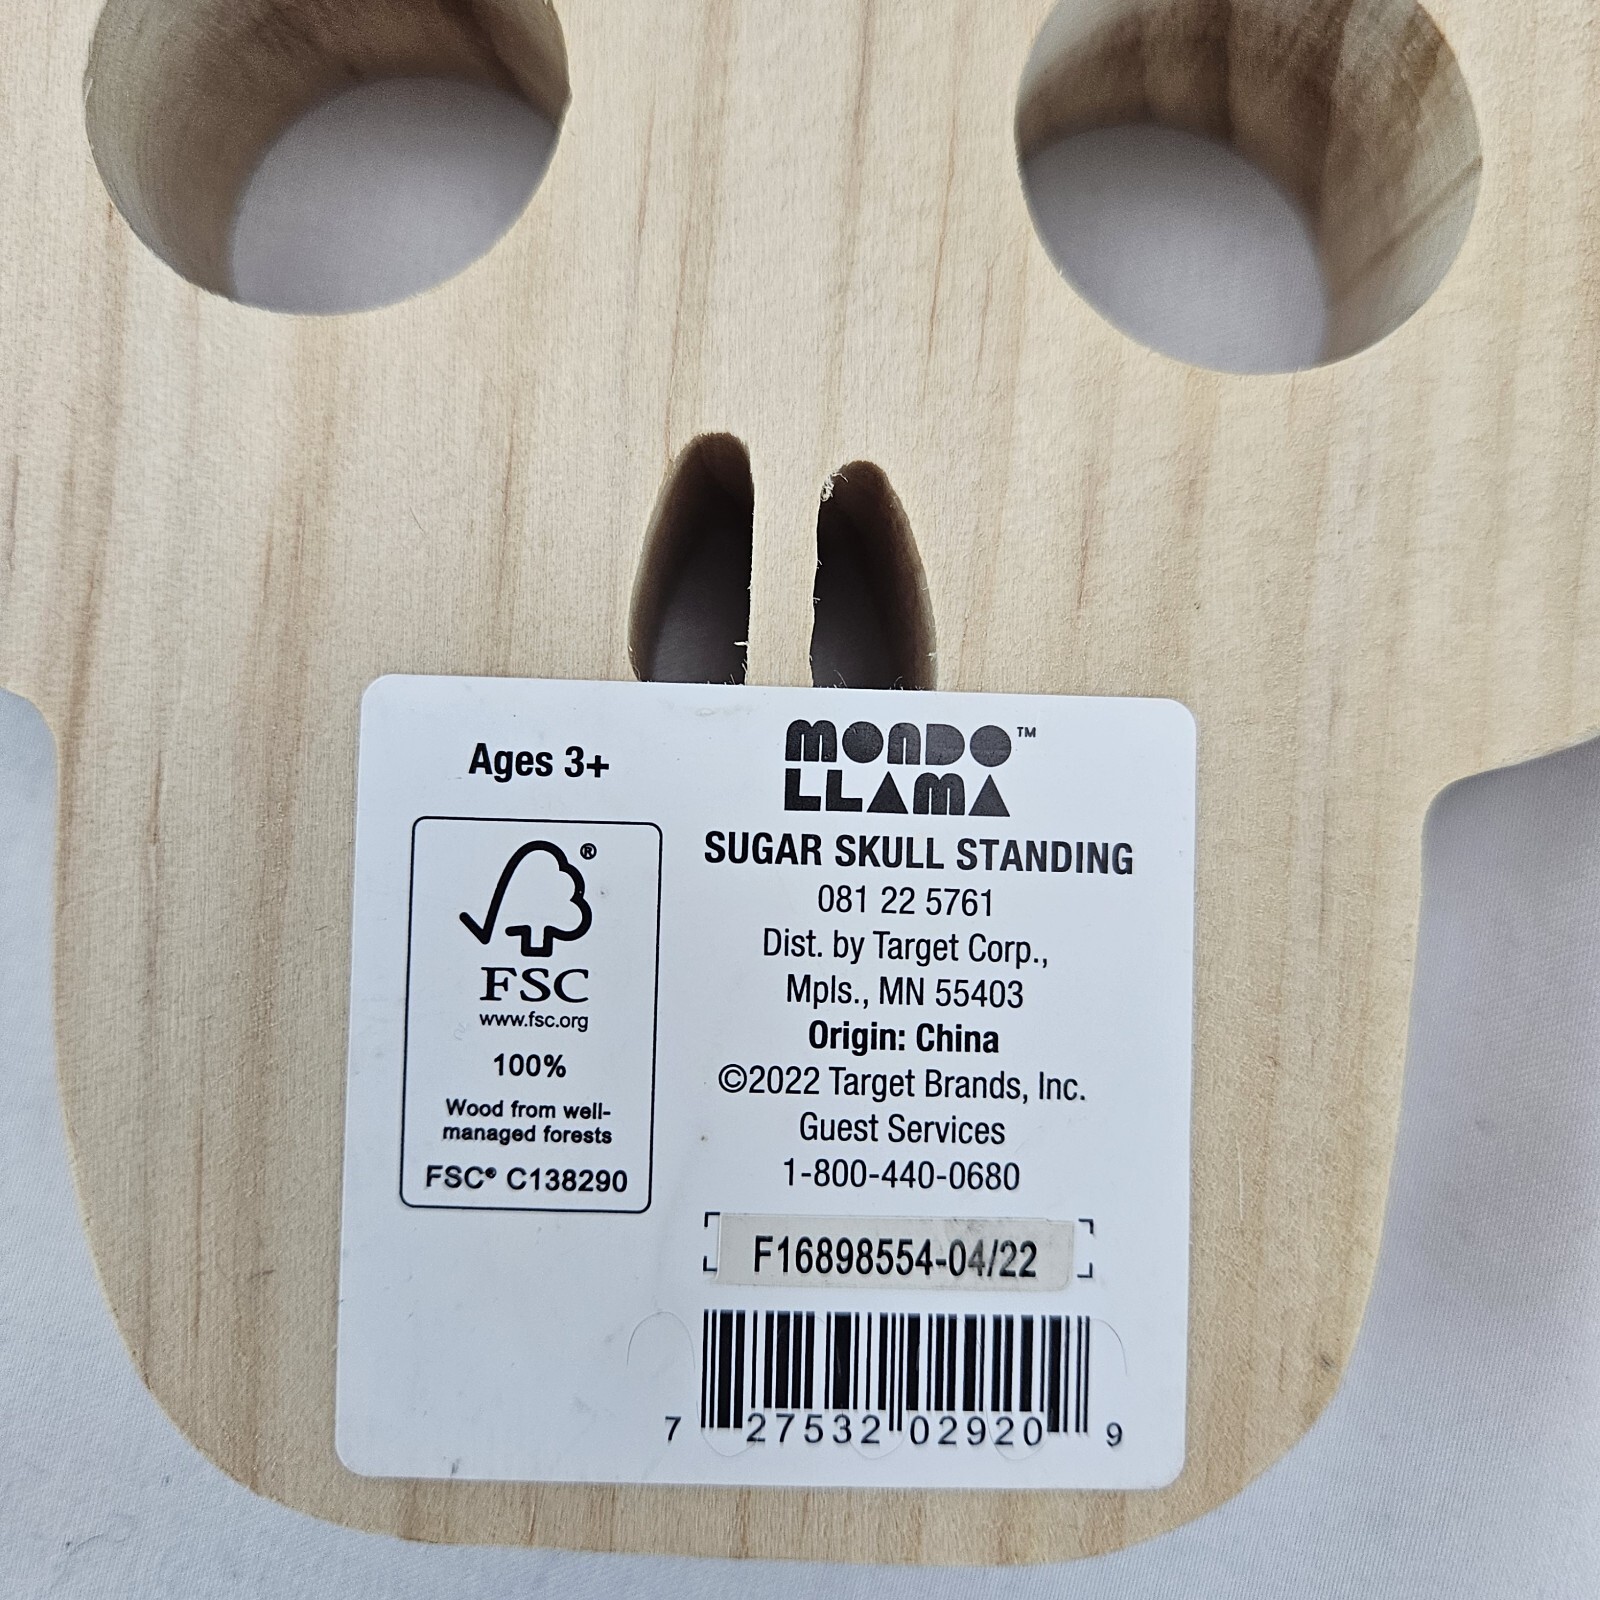 Ages 3+
FSC®
www.fsc.org
100%
Wood from well-
managed forests
FSC® C138290
MONDO™
LLAMA
SUGAR SKULL STANDING
081 22 5761
Dist. by Target Corp.,
Mpls., MN 55403
Origin: China
©2022 Target Brands, Inc.
Guest Services
1-800-440-0680
F16898554-04/22
7 27532 02920 9